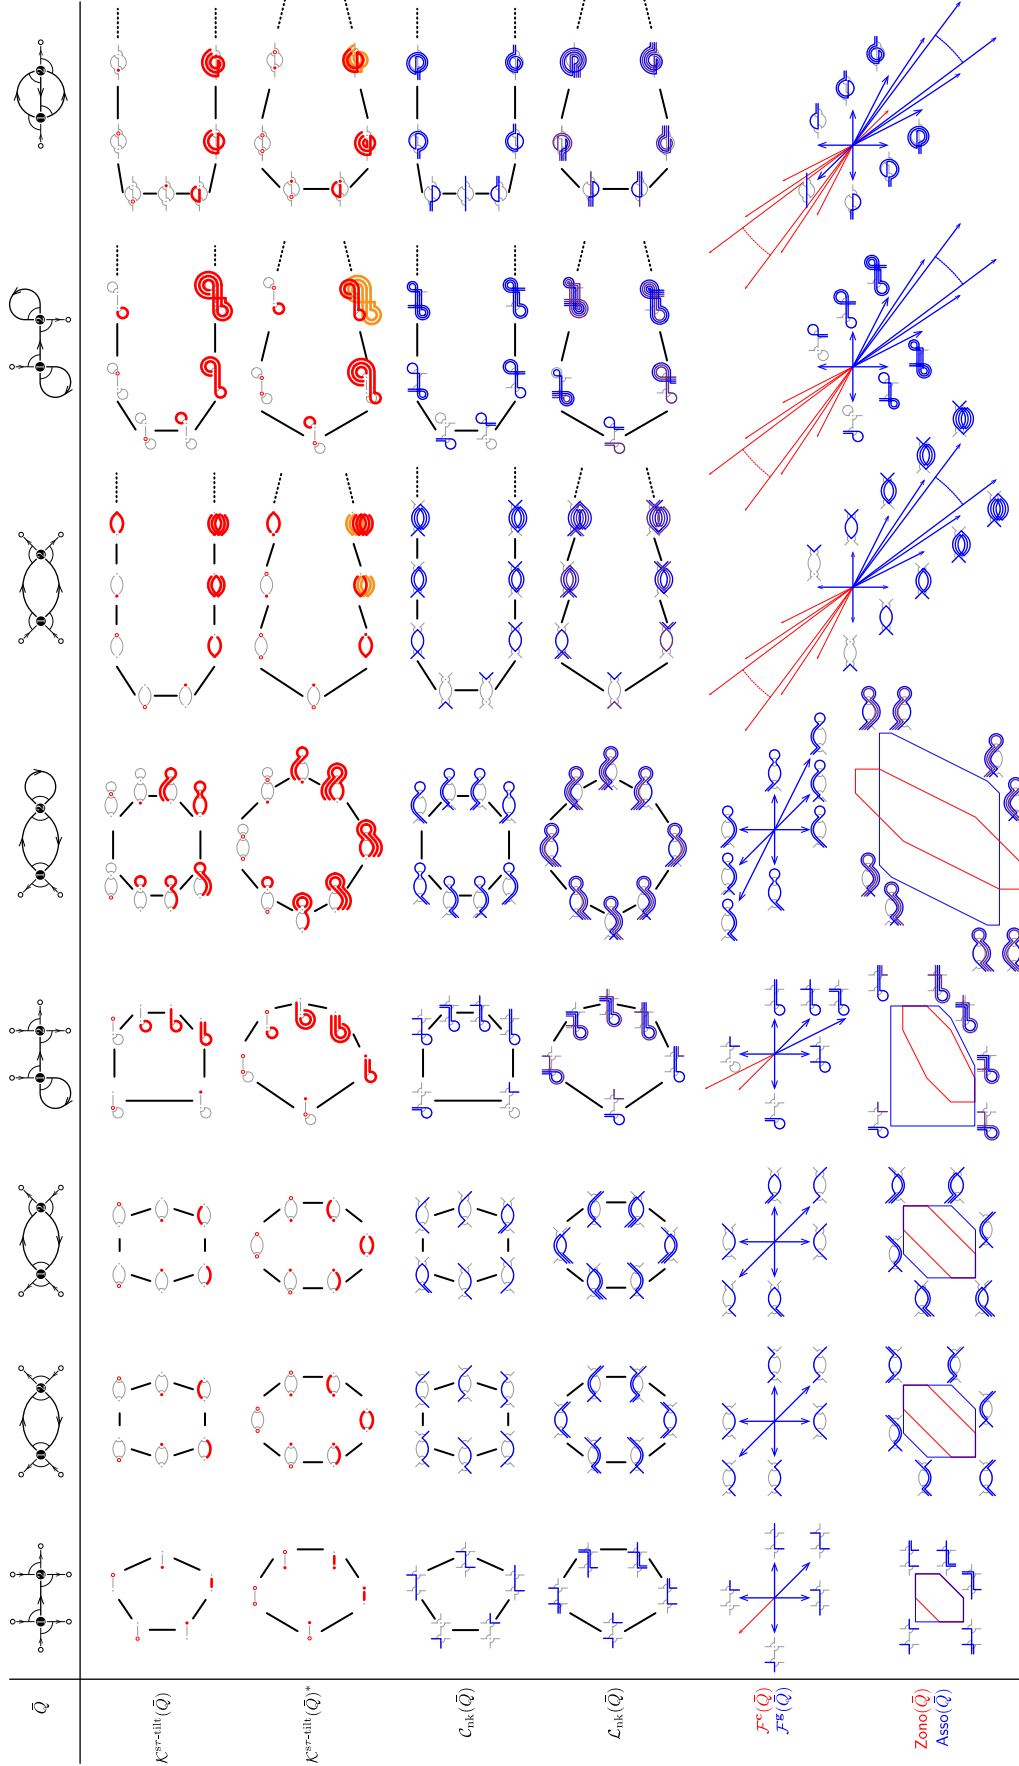 Q̄
𝒦^{sτ-tilt}(Q̄)
𝒦^{sτ-tilt}(Q̄)*
𝒞_{nk}(Q̄)
ℒ_{nk}(Q̄)
ℱ^{c}(Q̄)
ℱ^{g}(Q̄)
Zono(Q̄)
Asso(Q̄)